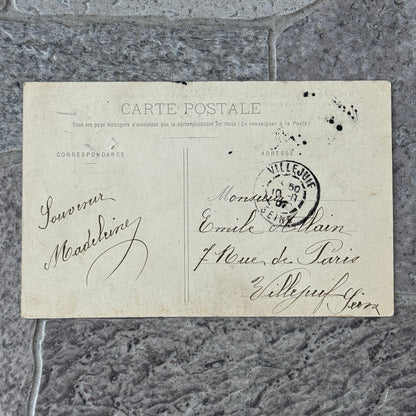 CARTE POSTALE
Tous les pays étrangers n'acceptent pas la correspondance au recto (Se renseigner à la Poste)
CORRESPONDANCE
ADRESSE
Souvenir
Madeleine
VILLEJUIF
SEINE
Monsieur
Emile Allain
7 Rue de Paris
Villejuif Seine